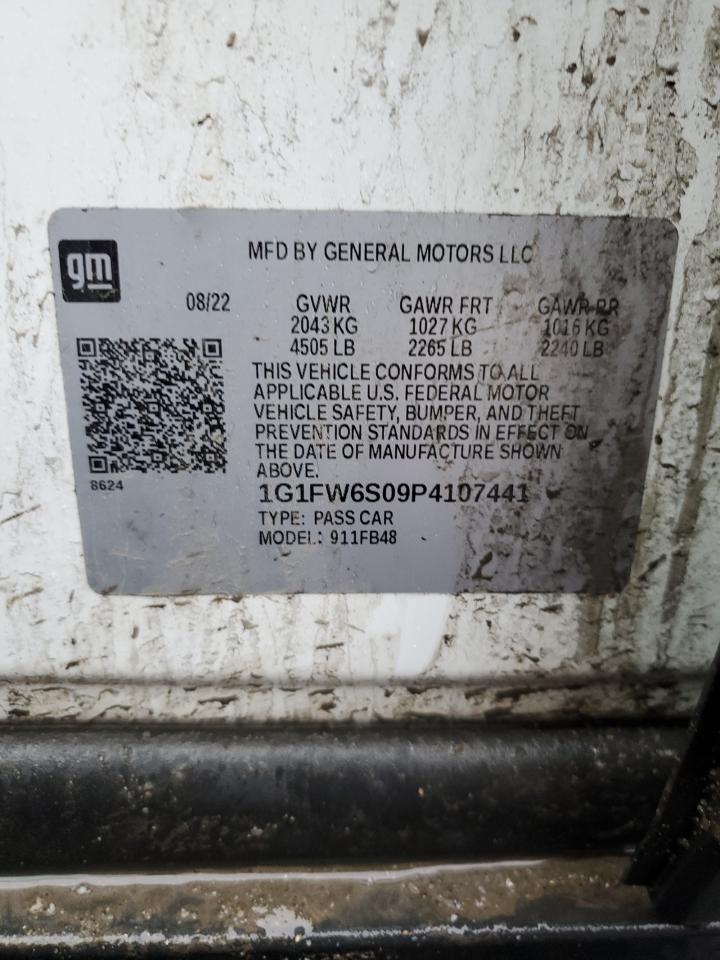 gm
MFD BY GENERAL MOTORS LLC
08/22 GVWR GAWR FRT GAWR RR
2043 KG 1027 KG 1016 KG
4505 LB 2265 LB 2240 LB
THIS VEHICLE CONFORMS TO ALL
APPLICABLE U.S. FEDERAL MOTOR
VEHICLE SAFETY, BUMPER, AND THEFT
PREVENTION STANDARDS IN EFFECT ON
THE DATE OF MANUFACTURE SHOWN
ABOVE.
8624
1G1FW6S09P4107441
TYPE: PASS CAR
MODEL: 911FB48